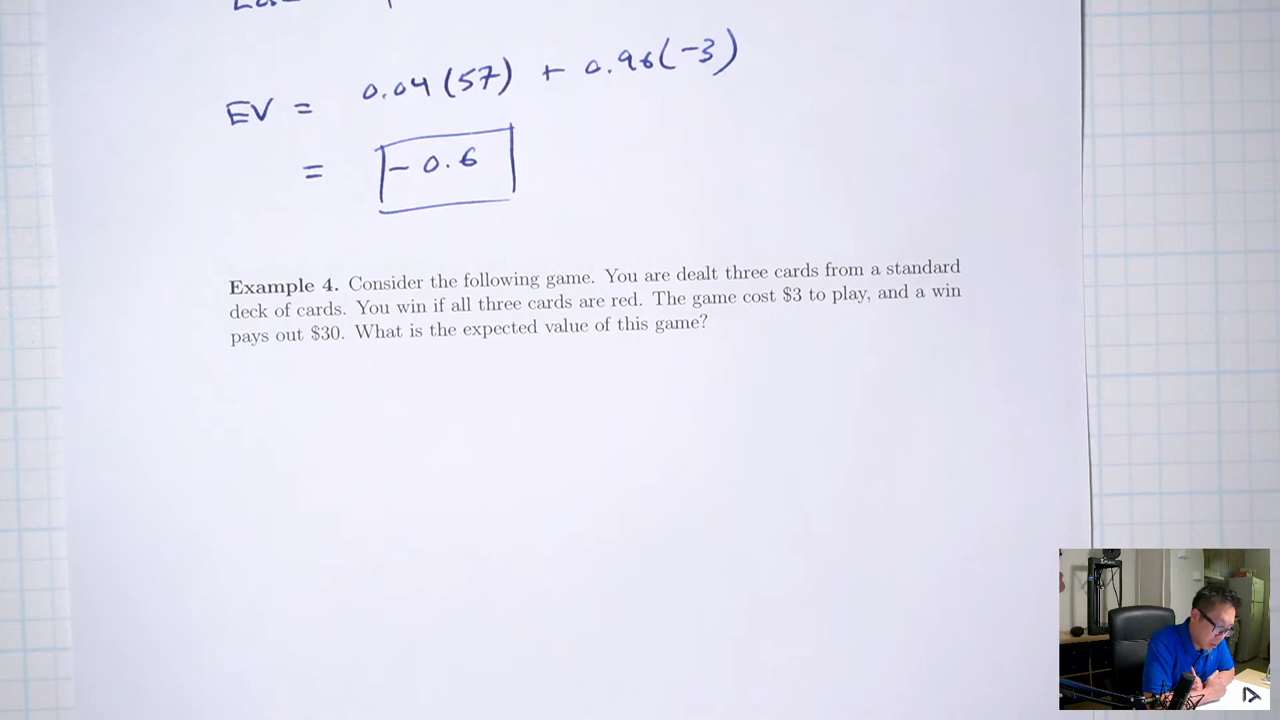 EV = 0.04 (57) + 0.96(-3)
= -0.6
Example 4. Consider the following game. You are dealt three cards from a standard
deck of cards. You win if all three cards are red. The game cost $3 to play, and a win
pays out $30. What is the expected value of this game?